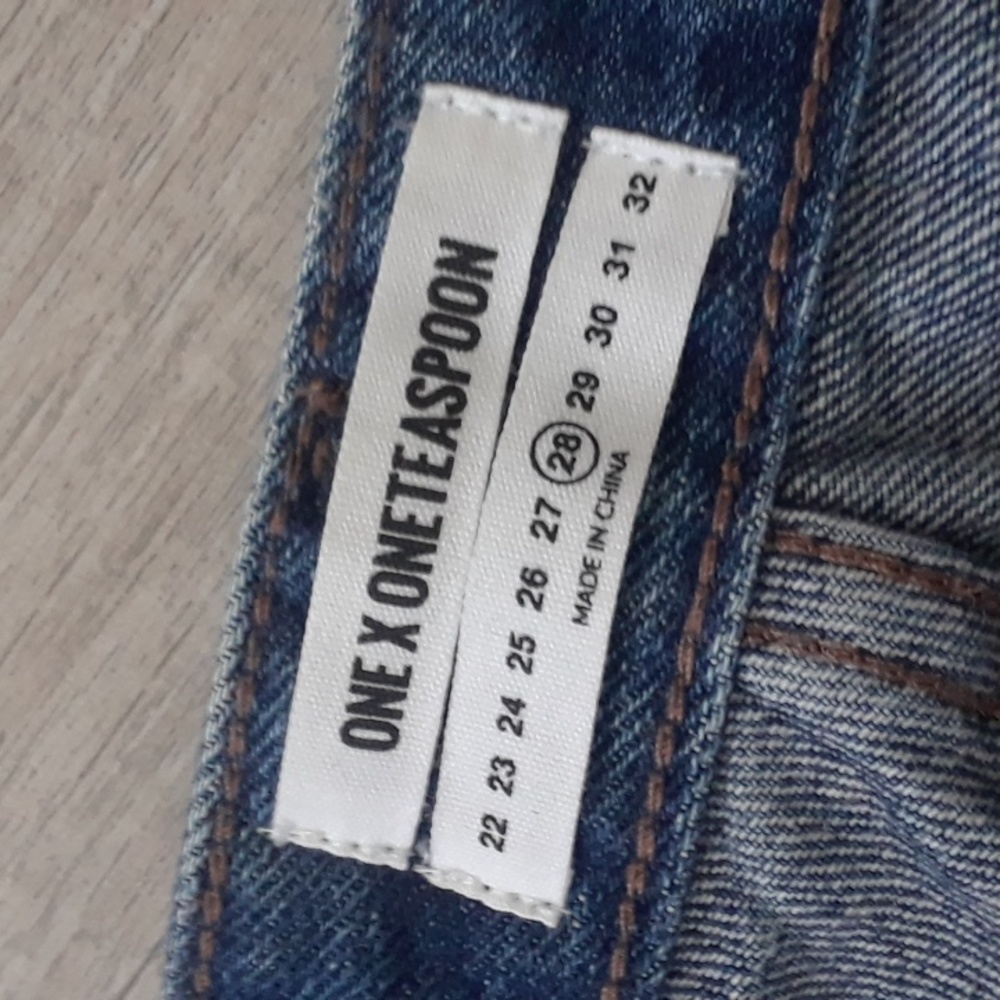 ONE X ONETEASPOON
22 23 24 25 26 27 28 29 30 31 32
MADE IN CHINA